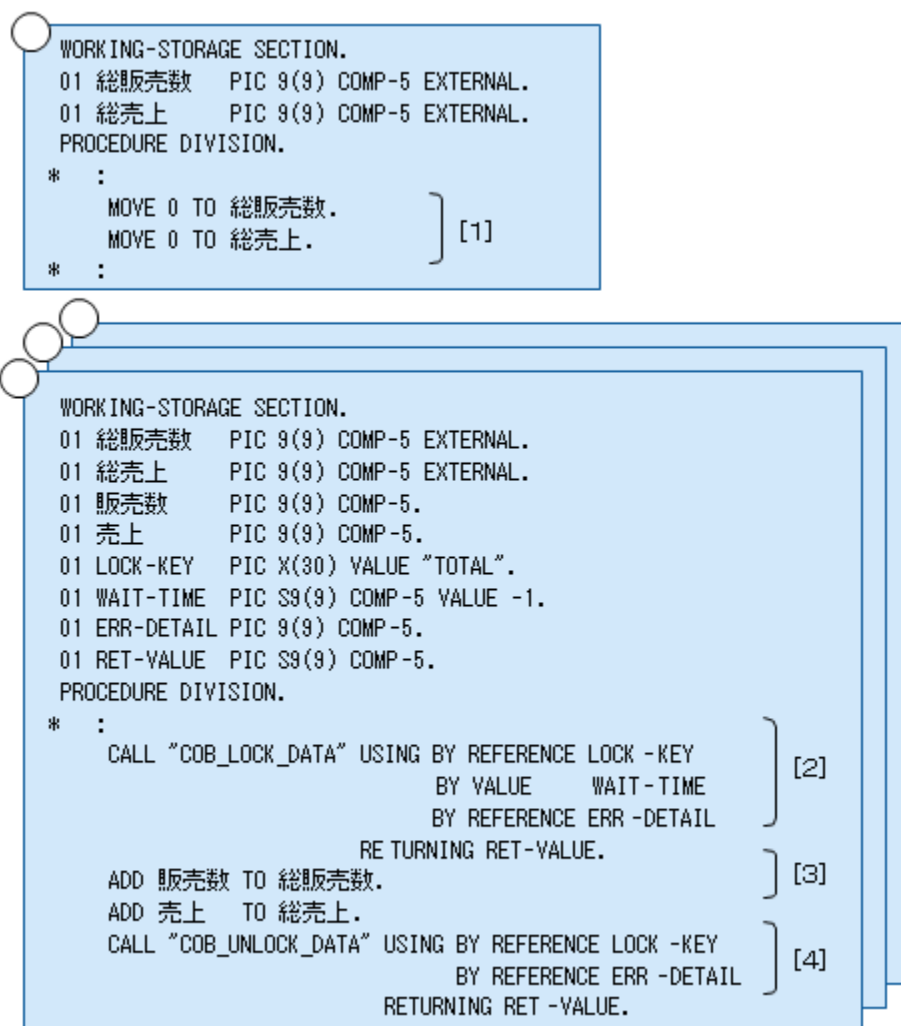 WORKING-STORAGE SECTION.
01 総販売数 PIC 9(9) COMP-5 EXTERNAL.
01 総売上 PIC 9(9) COMP-5 EXTERNAL.
PROCEDURE DIVISION.
* :
MOVE 0 TO 総販売数.
MOVE 0 TO 総売上.
[1]
* :
WORKING-STORAGE SECTION.
01 総販売数 PIC 9(9) COMP-5 EXTERNAL.
01 総売上 PIC 9(9) COMP-5 EXTERNAL.
01 販売数 PIC 9(9) COMP-5.
01 売上 PIC 9(9) COMP-5.
01 LOCK-KEY PIC X(30) VALUE "TOTAL".
01 WAIT-TIME PIC S9(9) COMP-5 VALUE -1.
01 ERR-DETAIL PIC 9(9) COMP-5.
01 RET-VALUE PIC S9(9) COMP-5.
PROCEDURE DIVISION.
* :
CALL "COB_LOCK_DATA" USING BY REFERENCE LOCK-KEY
[2]
BY VALUE WAIT-TIME
BY REFERENCE ERR-DETAIL
RETURNING RET-VALUE.
ADD 販売数 TO 総販売数.
[3]
ADD 売上 TO 総売上.
CALL "COB_UNLOCK_DATA" USING BY REFERENCE LOCK-KEY
[4]
BY REFERENCE ERR-DETAIL
RETURNING RET-VALUE.